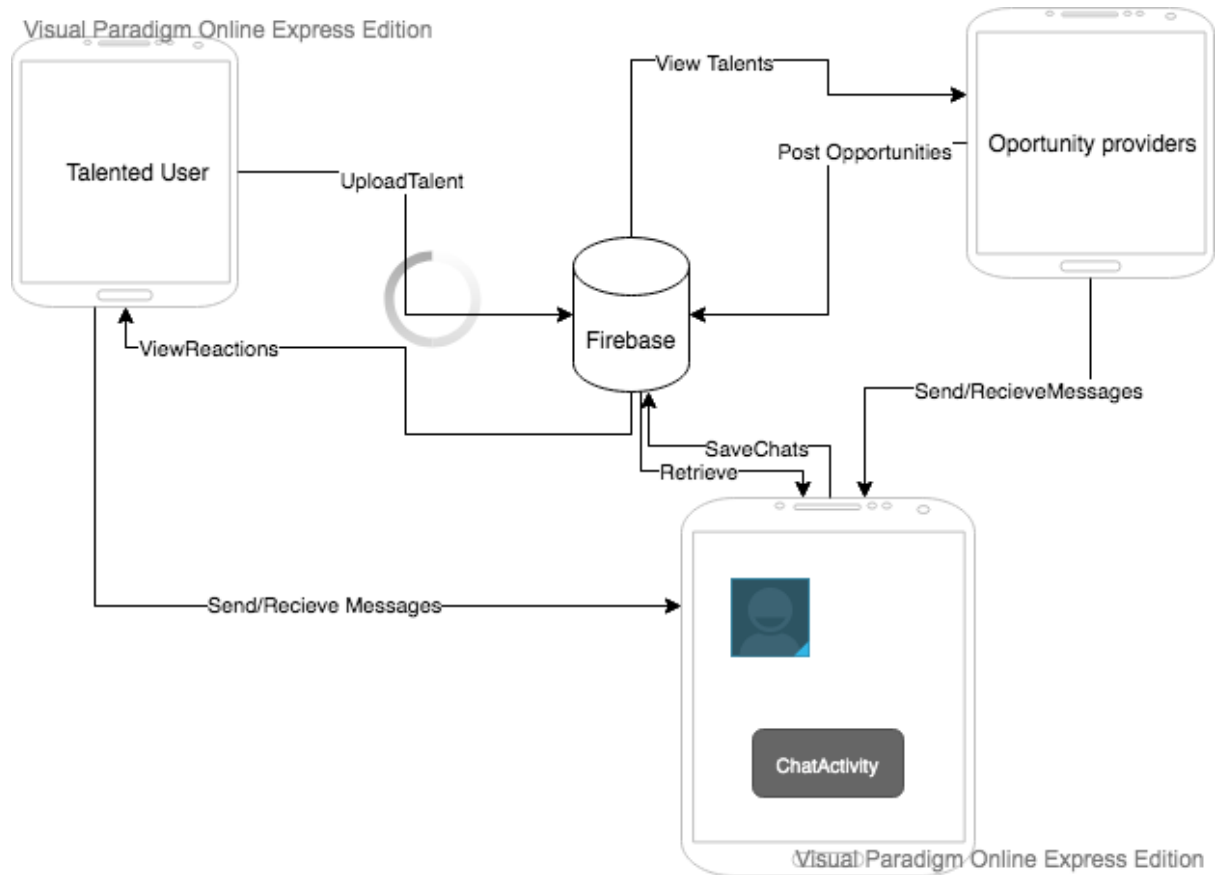 Visual Paradigm Online Express Edition
View Talents
Talented User
UploadTalent
Post Opportunities
Oportunity providers
Firebase
ViewReactions
Send/RecieveMessages
SaveChats
Retrieve
Send/Recieve Messages
ChatActivity
Visual Paradigm Online Express Edition